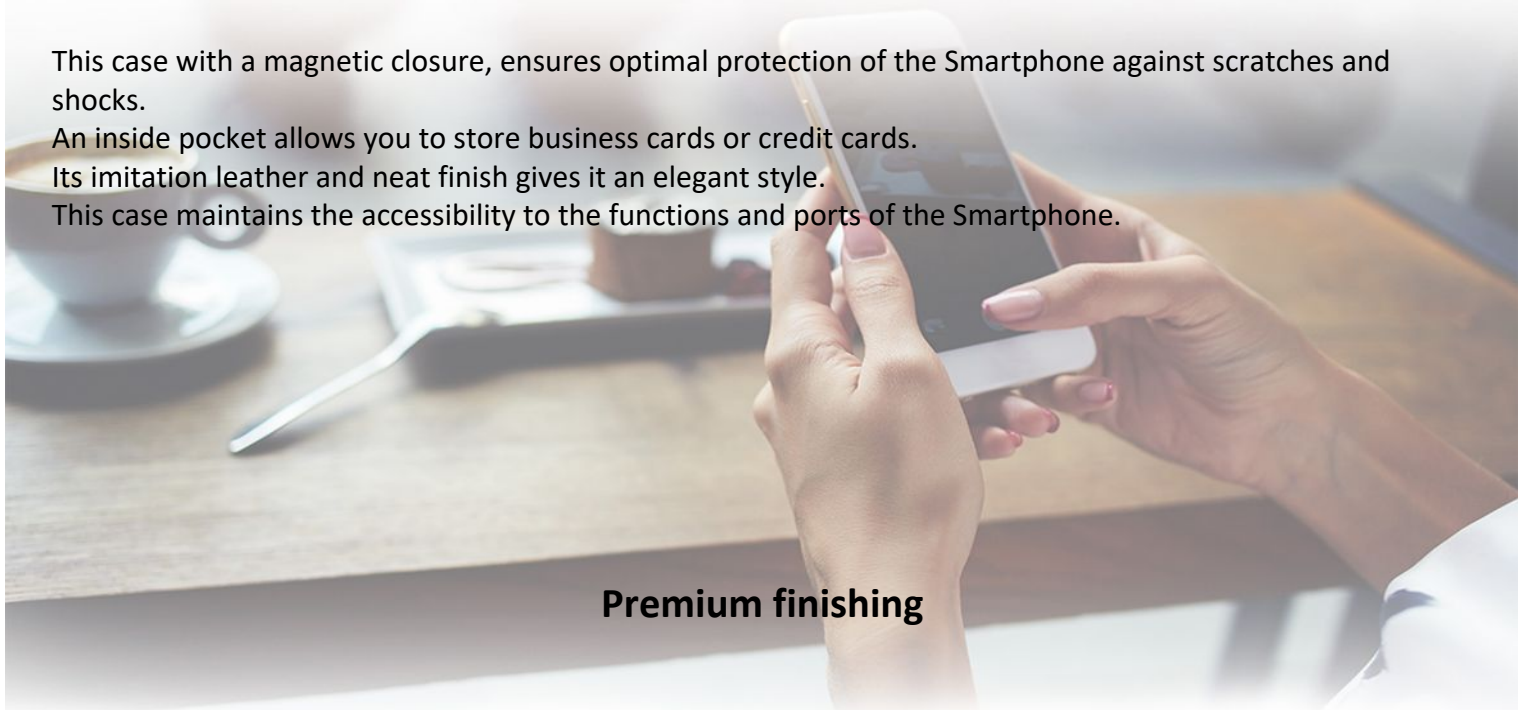 This case with a magnetic closure, ensures optimal protection of the Smartphone against scratches and
shocks.
An inside pocket allows you to store business cards or credit cards.
Its imitation leather and neat finish gives it an elegant style.
This case maintains the accessibility to the functions and ports of the Smartphone.
Premium finishing